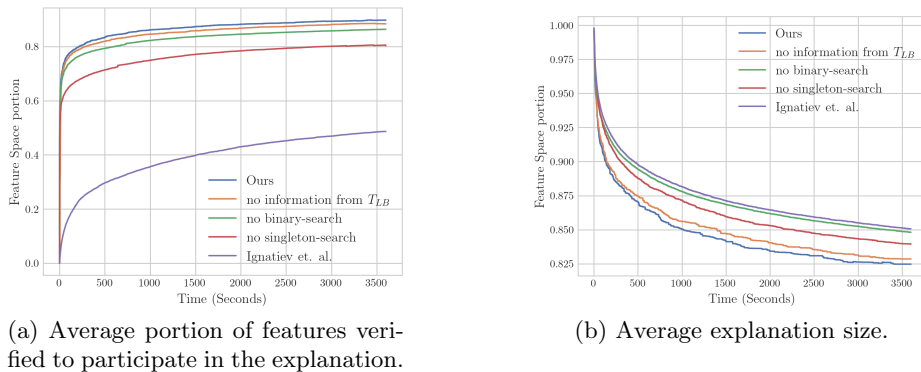 Feature Space portion
0.8
0.6
0.4
0.2
0.0
0 500 1000 1500 2000 2500 3000 3500
Time (Seconds)
Ours
no information from T_LB
no binary-search
no singleton-search
Ignatiev et. al.
(a) Average portion of features veri-
fied to participate in the explanation.
Feature Space portion
1.000
0.975
0.950
0.925
0.900
0.875
0.850
0.825
0 500 1000 1500 2000 2500 3000 3500
Time (Seconds)
Ours
no information from T_LB
no binary-search
no singleton-search
Ignatiev et. al.
(b) Average explanation size.